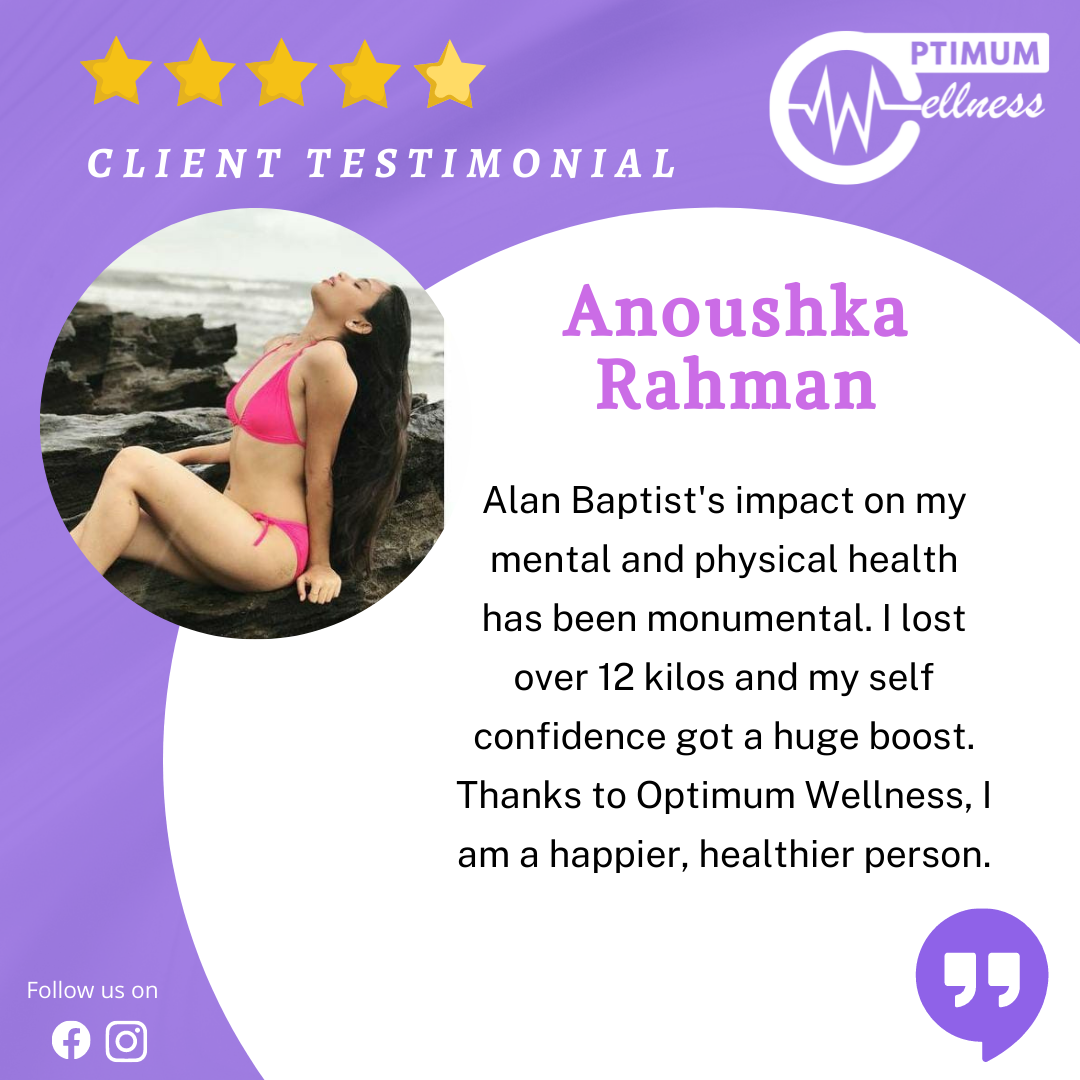 PTIMUM
ellness
CLIENT TESTIMONIAL
Anoushka
Rahman
Alan Baptist's impact on my
mental and physical health
has been monumental. I lost
over 12 kilos and my self
confidence got a huge boost.
Thanks to Optimum Wellness, I
am a happier, healthier person.
Follow us on